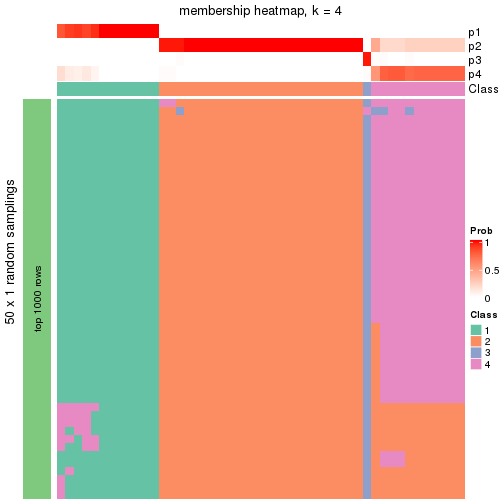 membership heatmap, k = 4
p1
p2
p3
p4
Class
50 x 1 random samplings
top 1000 rows
Prob
1
0.5
0
Class
1
2
3
4